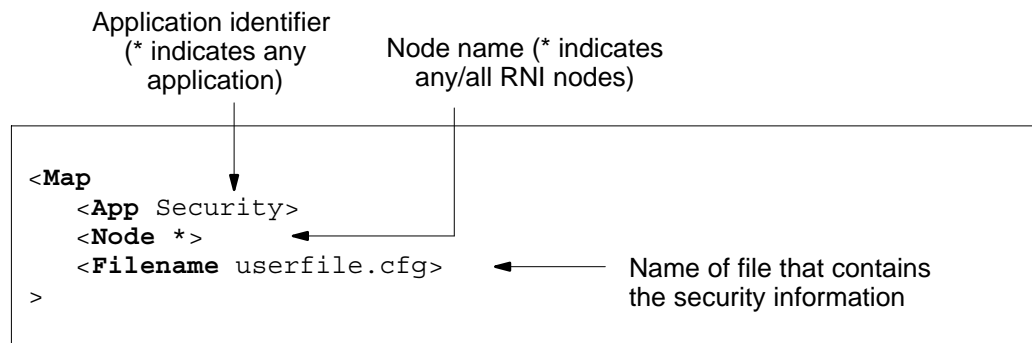 Application identifier
(* indicates any
application)
Node name (* indicates
any/all RNI nodes)
<Map
<App Security>
<Node *>
<Filename userfile.cfg>
>
Name of file that contains
the security information